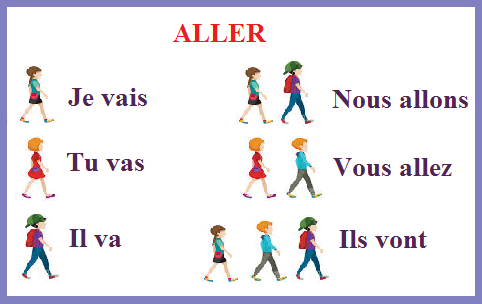 ALLER
Je vais
Nous allons
Tu vas
Vous allez
Il va
Ils vont